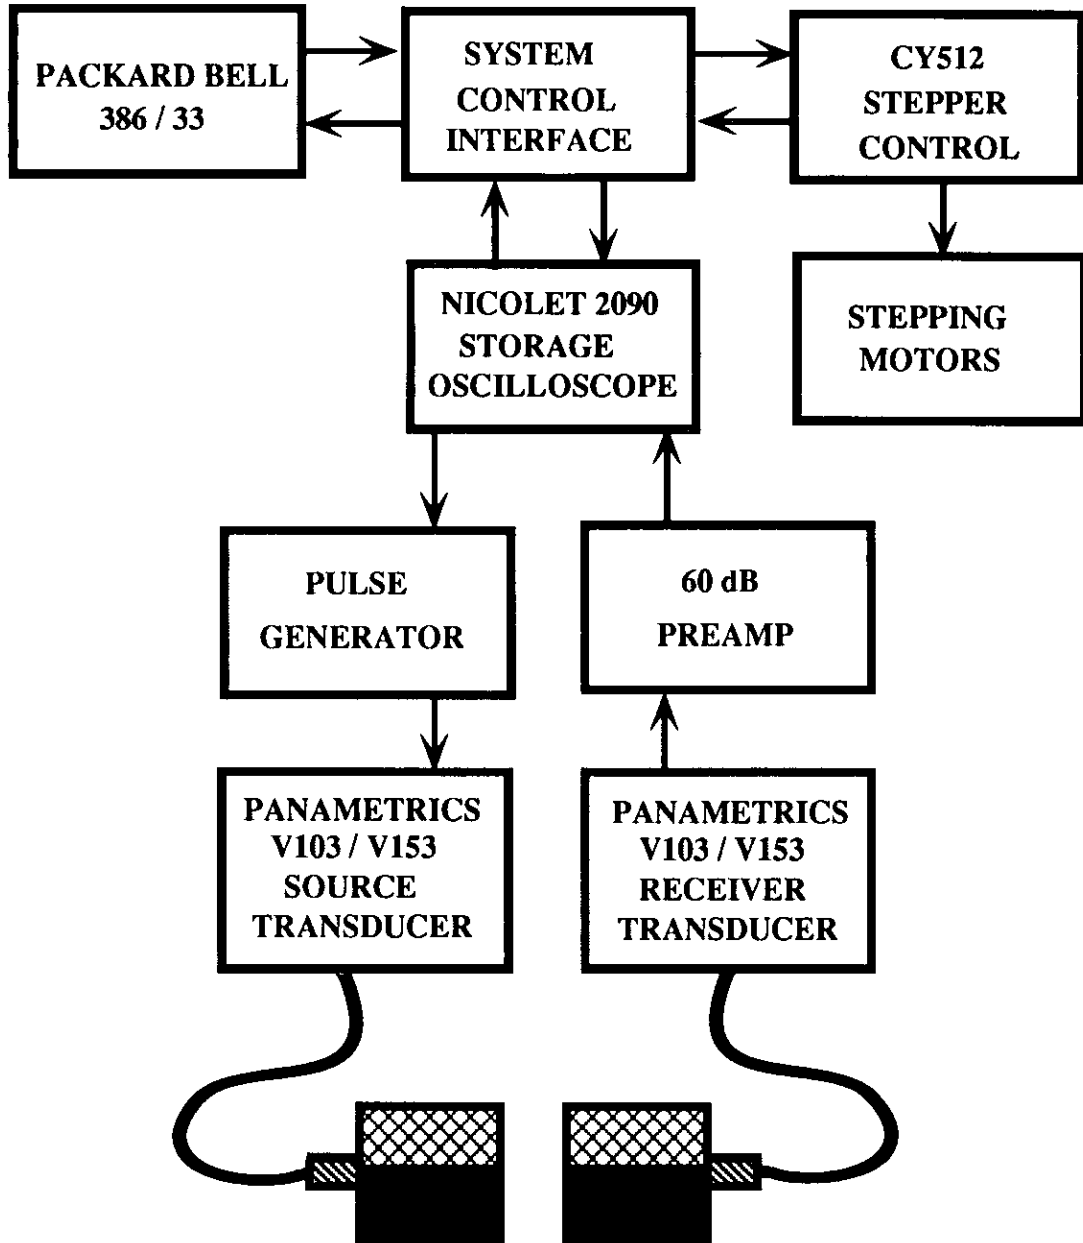 PACKARD BELL
386 / 33
SYSTEM
CONTROL
INTERFACE
CY512
STEPPER
CONTROL
NICOLET 2090
STORAGE
OSCILLOSCOPE
STEPPING
MOTORS
PULSE
GENERATOR
60 dB
PREAMP
PANAMETRICS
V103 / V153
SOURCE
TRANSDUCER
PANAMETRICS
V103 / V153
RECEIVER
TRANSDUCER